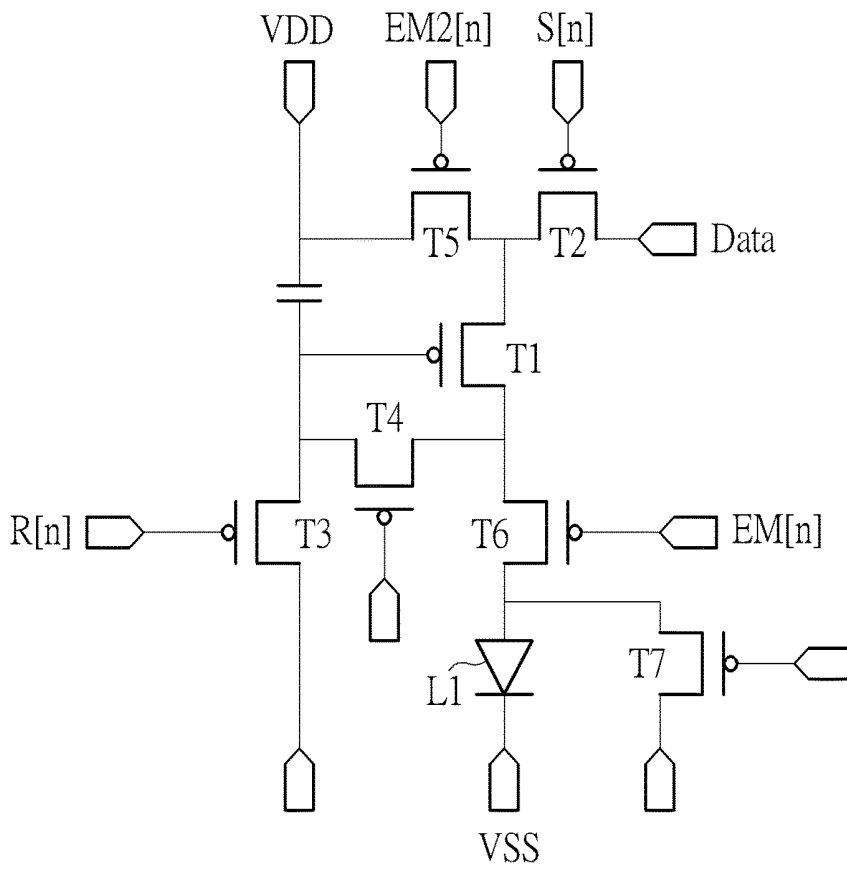 VDD
EM2[n]
S[n]
T5
T2
Data
T1
T4
R[n]
T3
T6
EM[n]
L1
T7
VSS